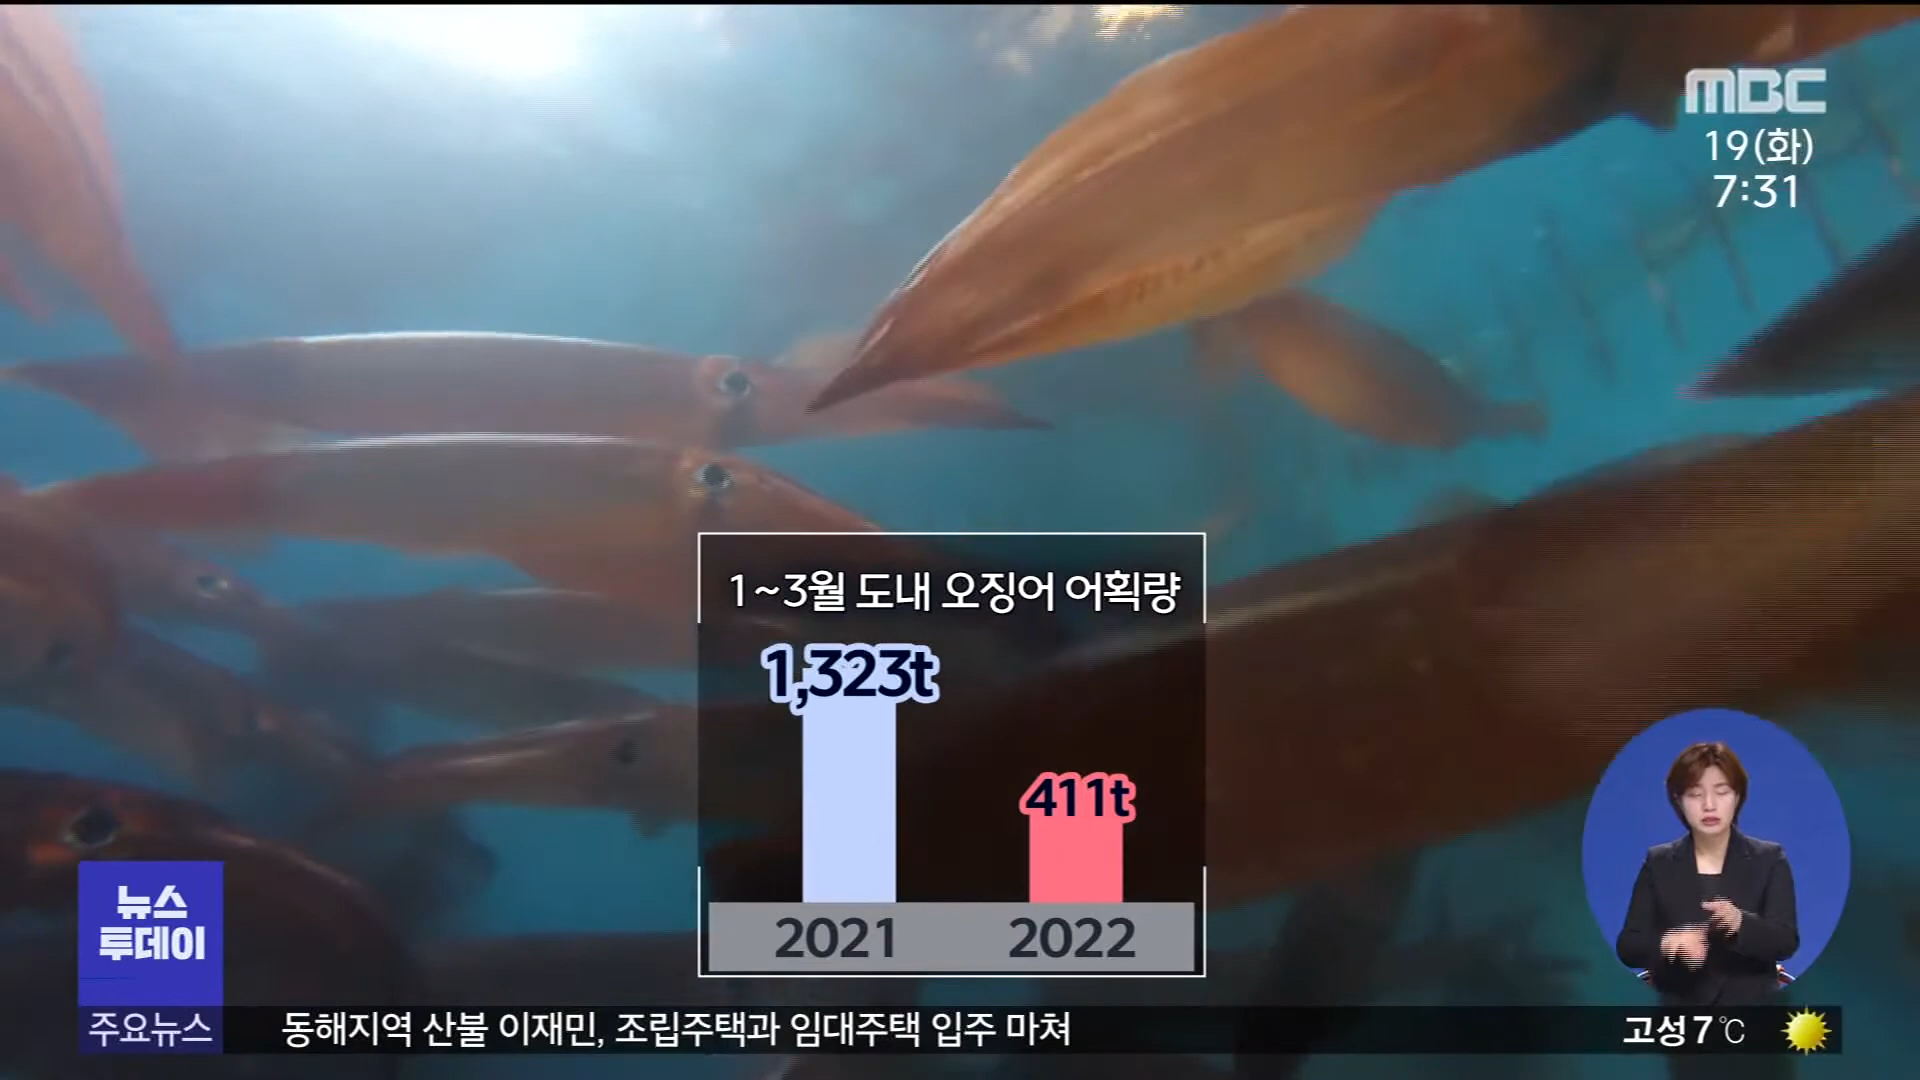 MBC
19(화)
7:31
1~3월 도내 오징어 어획량
1,323t
411t
2021
2022
뉴스
투데이
주요뉴스
동해지역 산불 이재민, 조립주택과 임대주택 입주 마쳐
고성 7℃